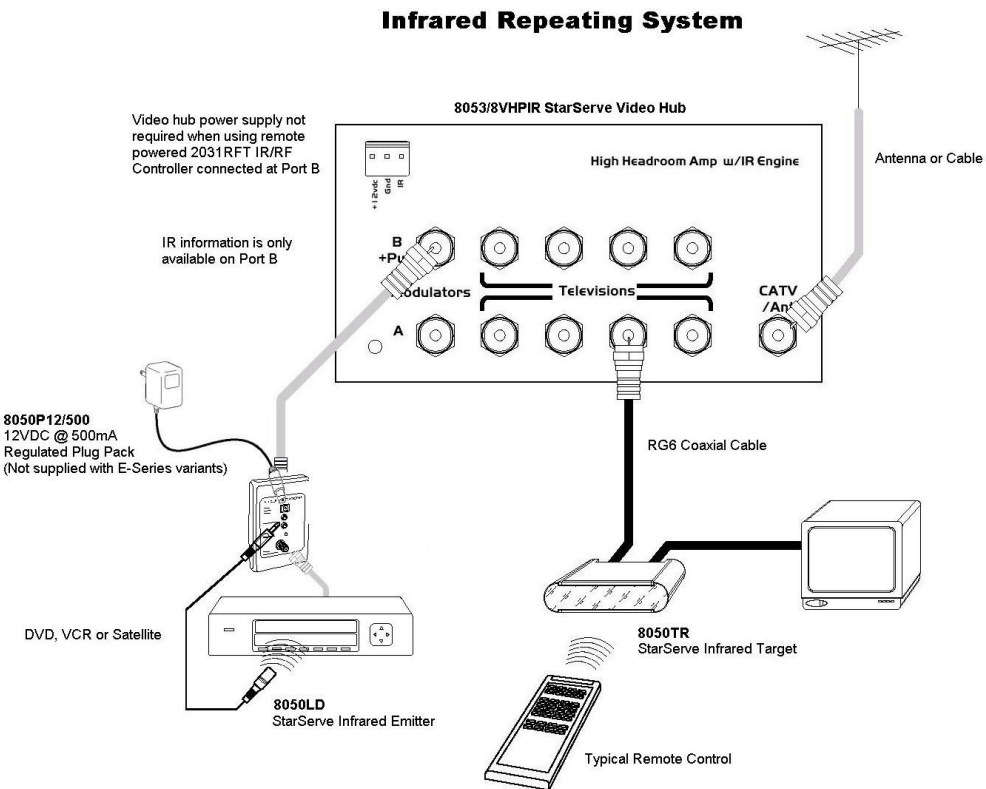 Infrared Repeating System
8053/8VHPIR StarServe Video Hub
Video hub power supply not
required when using remote
powered 2031RFT IR/RF
Controller connected at Port B
+12vdc
Gnd
IR
High Headroom Amp w/IR Engine
Antenna or Cable
IR information is only
available on Port B
B
Televisions
CATV
/Ant
A
8050P12/500
12VDC @ 500mA
Regulated Plug Pack
(Not supplied with E-Series variants)
RG6 Coaxial Cable
DVD, VCR or Satellite
8050TR
StarServe Infrared Target
8050LD
StarServe Infrared Emitter
Typical Remote Control